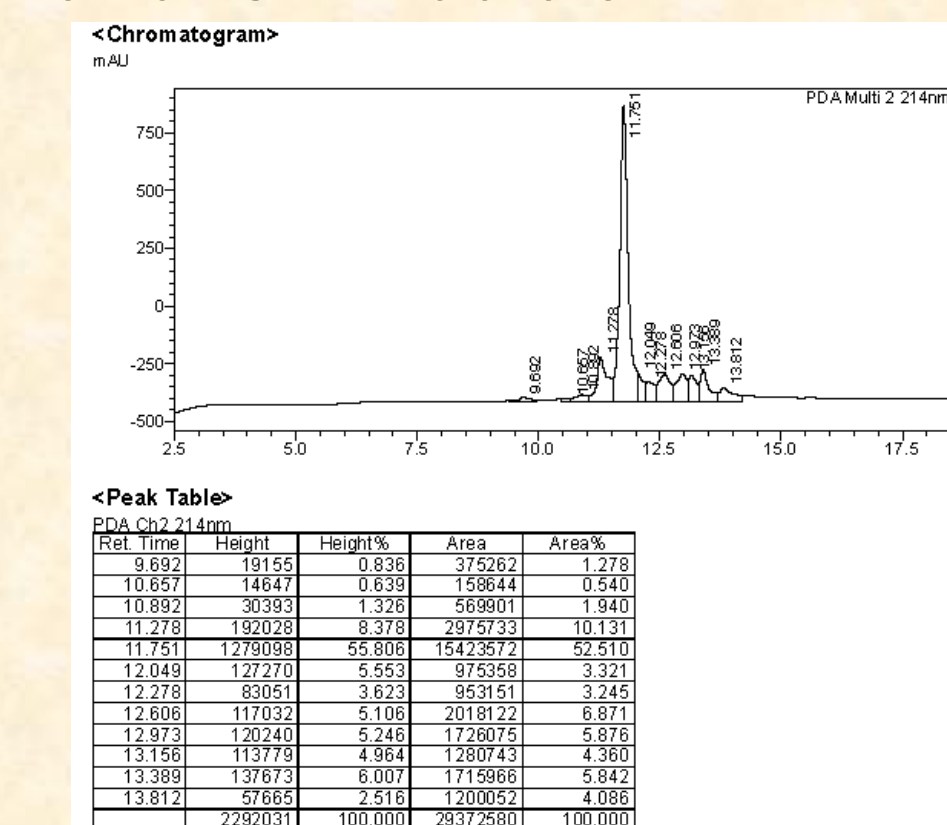 <Chromatogram>
mAU
PDA Multi 2 214nm
750
500
250
0
-250
-500
9.692
10.657
10.892
11.278
11.751
12.049
12.278
12.606
12.973
13.156
13.389
13.812
2.5 5.0 7.5 10.0 12.5 15.0 17.5
<Peak Table>
PDA Ch2 214nm
Ret. Time Height Height% Area Area%
9.692 19155 0.836 375262 1.278
10.657 14647 0.639 158644 0.540
10.892 30393 1.326 569901 1.940
11.278 192028 8.378 2975733 10.131
11.751 1279098 55.806 15423572 52.510
12.049 127270 5.553 975358 3.321
12.278 83051 3.623 953151 3.245
12.606 117032 5.106 2018122 6.871
12.973 120240 5.246 1726075 5.876
13.156 113779 4.964 1280743 4.360
13.389 137673 6.007 1715966 5.842
13.812 57665 2.516 1200052 4.086
2292031 100.000 29372580 100.000